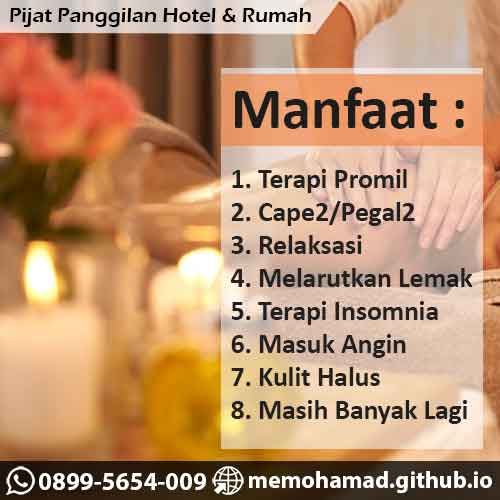 Pijat Panggilan Hotel & Rumah
Manfaat :
1. Terapi Promil
2. Cape2/Pegal2
3. Relaksasi
4. Melarutkan Lemak
5. Terapi Insomnia
6. Masuk Angin
7. Kulit Halus
8. Masih Banyak Lagi
0899-5654-009 memohamad.github.io